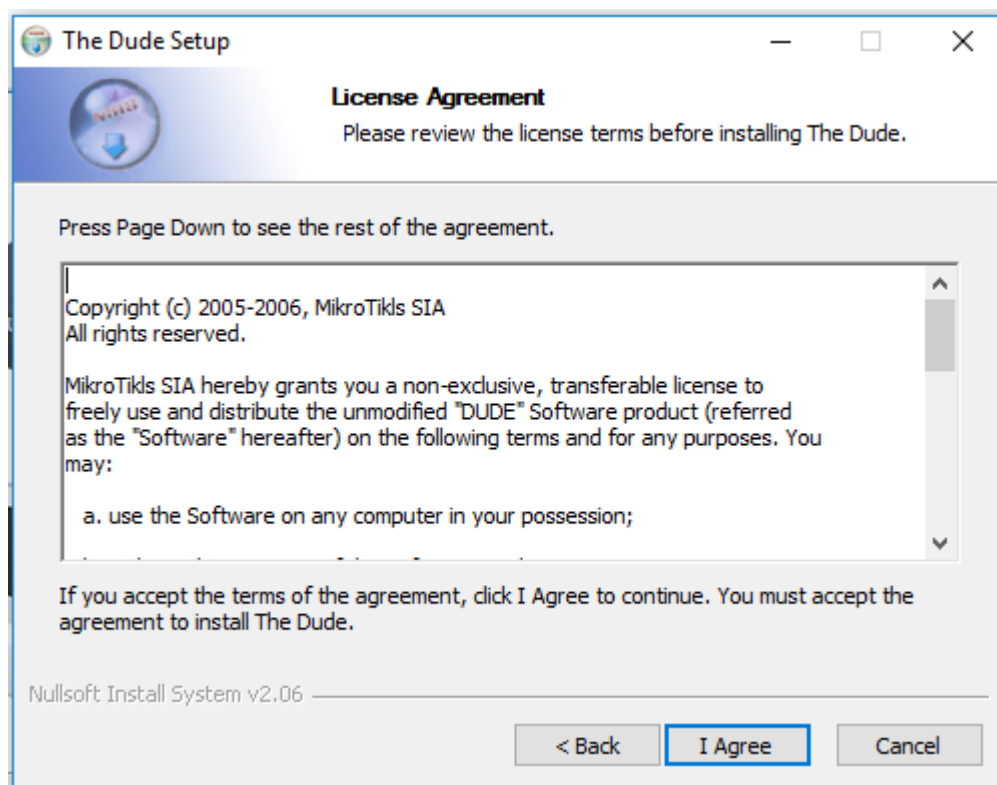 The Dude Setup
License Agreement
Please review the license terms before installing The Dude.
Press Page Down to see the rest of the agreement.
Copyright (c) 2005-2006, MikroTikls SIA
All rights reserved.
MikroTikls SIA hereby grants you a non-exclusive, transferable license to
freely use and distribute the unmodified "DUDE" Software product (referred
as the "Software" hereafter) on the following terms and for any purposes. You
may:
a. use the Software on any computer in your possession;
If you accept the terms of the agreement, click I Agree to continue. You must accept the
agreement to install The Dude.
Nullsoft Install System v2.06
< Back
I Agree
Cancel